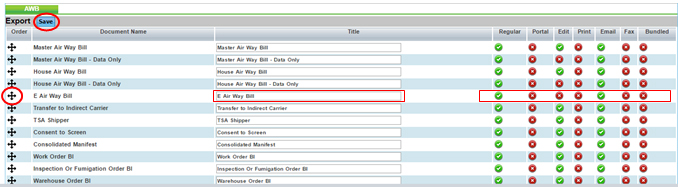 AWB
Export Save
Order Document Name Title Regular Portal Edit Print Email Fax Bundled
Master Air Way Bill Master Air Way Bill
Master Air Way Bill - Data Only Master Air Way Bill - Data Only
House Air Way Bill House Air Way Bill
House Air Way Bill - Data Only House Air Way Bill - Data Only
E Air Way Bill E Air Way Bill
Transfer to Indirect Carrier Transfer to Indirect Carrier
TSA Shipper TSA Shipper
Consent to Screen Consent to Screen
Consolidated Manifest Consolidated Manifest
Work Order BI Work Order BI
Inspection Or Fumigation Order BI Inspection Or Fumigation Order BI
Warehouse Order BI Warehouse Order BI